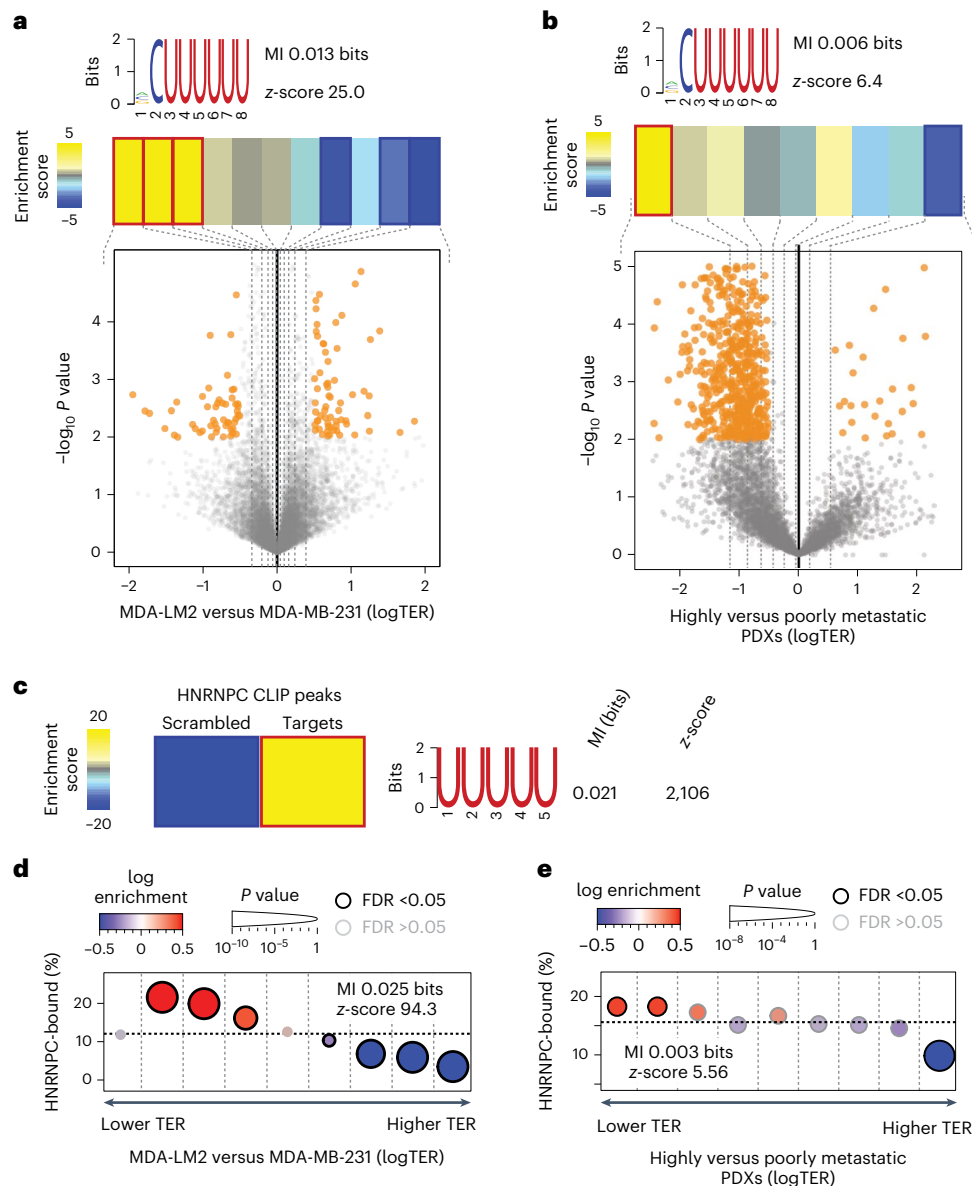 a
2
1
0
Bits
CUUUUUU
1 2 3 4 5 6 7 8
MI 0.013 bits
z-score 25.0
5
Enrichment
score
−5
4
3
2
1
0
−log10 P value
−2 −1 0 1 2
MDA-LM2 versus MDA-MB-231 (logTER)
b
2
1
0
Bits
CUUUUUU
1 2 3 4 5 6 7 8
MI 0.006 bits
z-score 6.4
5
Enrichment
score
−5
5
4
3
2
1
0
−log10 P value
−2 −1 0 1 2
Highly versus poorly metastatic
PDXs (logTER)
c
HNRNPC CLIP peaks
Scrambled Targets
20
Enrichment
score
−20
2
1
0
Bits
UUUUU
1 2 3 4 5
MI (bits)
z-score
0.021 2,106
d
log
enrichment
−0.5 0 0.5
P value
10−10 10−5 1
FDR <0.05
FDR >0.05
HNRNPC-bound (%)
20
10
0
MI 0.025 bits
z-score 94.3
Lower TER Higher TER
MDA-LM2 versus MDA-MB-231 (logTER)
e
log enrichment
−0.5 0 0.5
P value
10−8 10−4 1
FDR <0.05
FDR >0.05
HNRNPC-bound (%)
20
10
MI 0.003 bits
z-score 5.56
Lower TER Higher TER
Highly versus poorly metastatic
PDXs (logTER)